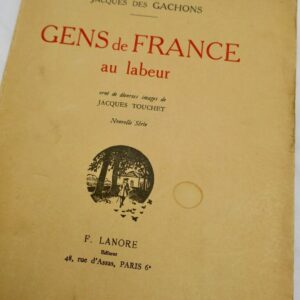 JACQUES DES GACHONS
GENS de FRANCE
au labeur
orné de diverses images de
JACQUES TOUCHET
Nouvelle Série
F. LANORE
Éditeur
48, rue d'Assas, PARIS 6e